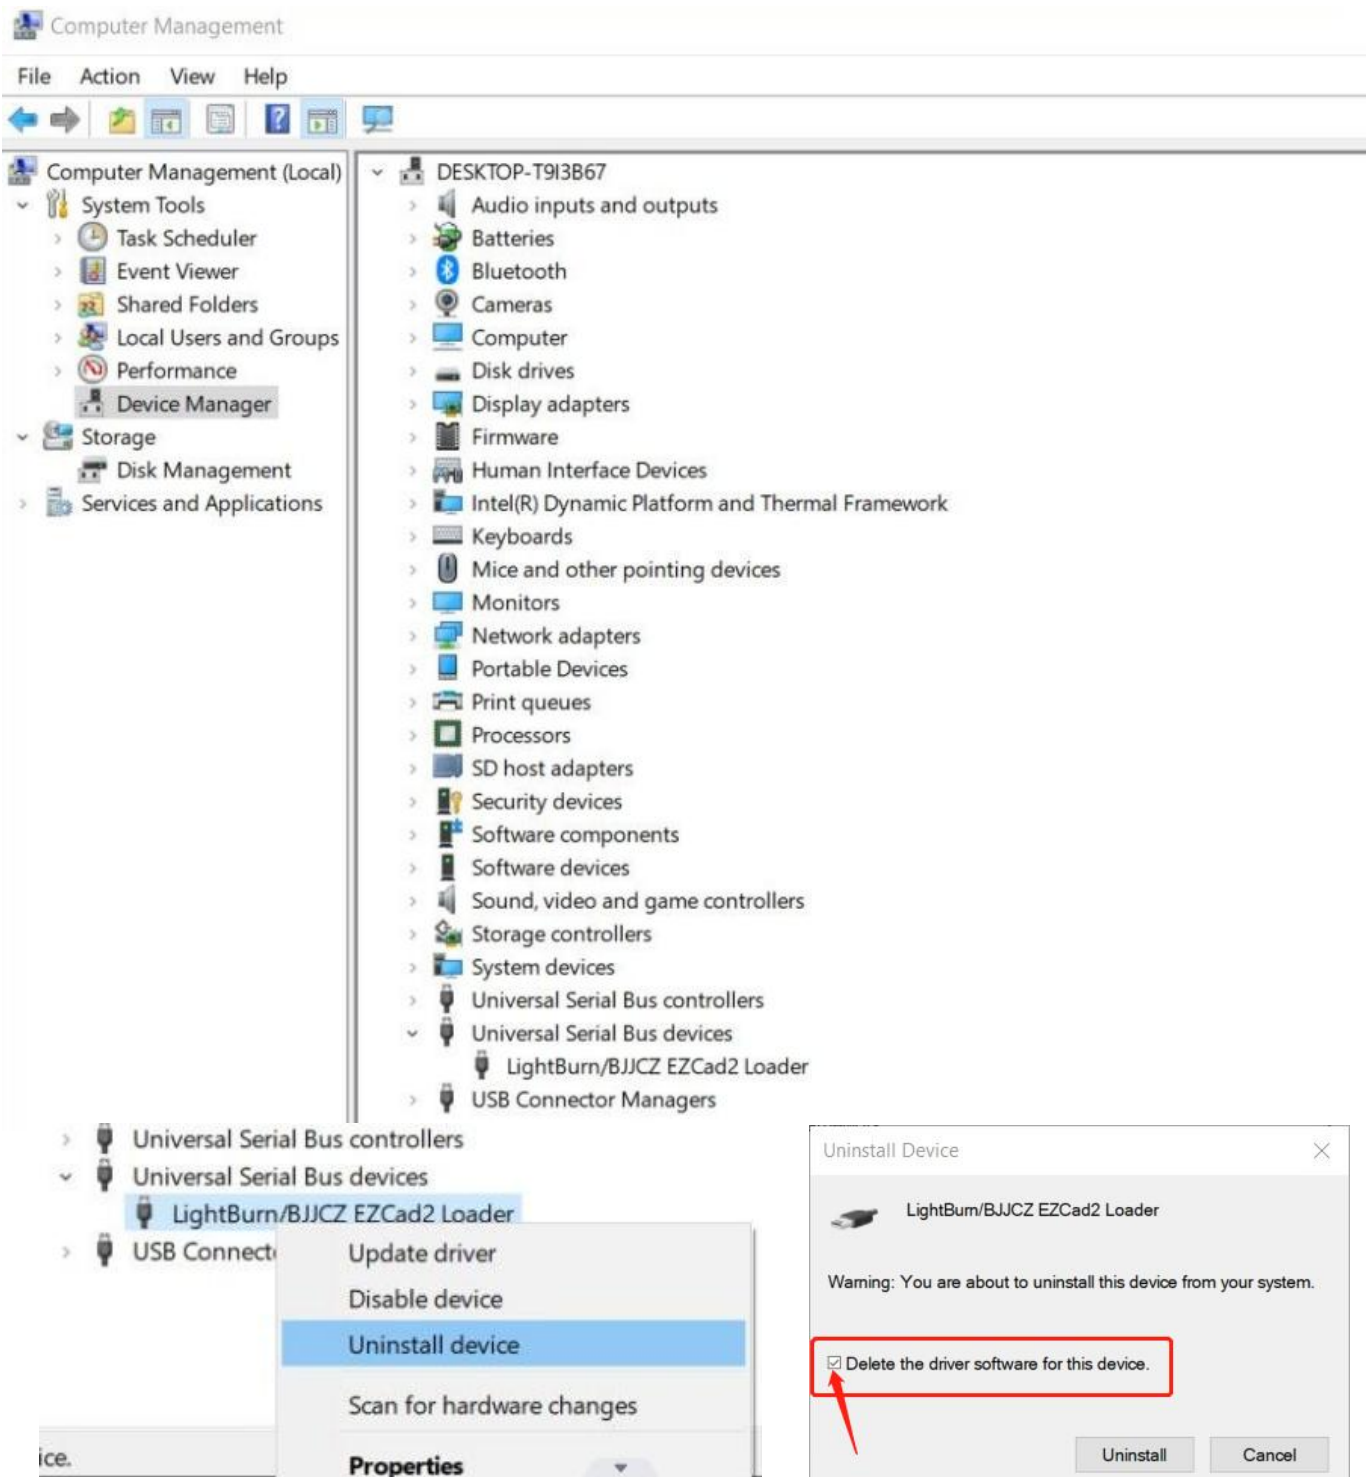 Computer Management
File Action View Help
Computer Management (Local)
System Tools
Task Scheduler
Event Viewer
Shared Folders
Local Users and Groups
Performance
Device Manager
Storage
Disk Management
Services and Applications
DESKTOP-T9I3B67
Audio inputs and outputs
Batteries
Bluetooth
Cameras
Computer
Disk drives
Display adapters
Firmware
Human Interface Devices
Intel(R) Dynamic Platform and Thermal Framework
Keyboards
Mice and other pointing devices
Monitors
Network adapters
Portable Devices
Print queues
Processors
SD host adapters
Security devices
Software components
Software devices
Sound, video and game controllers
Storage controllers
System devices
Universal Serial Bus controllers
Universal Serial Bus devices
LightBurn/BJJCZ EZCad2 Loader
USB Connector Managers
Universal Serial Bus controllers
Universal Serial Bus devices
LightBurn/BJJCZ EZCad2 Loader
USB Connect
Update driver
Disable device
Uninstall device
Scan for hardware changes
Properties
ice.
Uninstall Device
LightBurn/BJJCZ EZCad2 Loader
Warning: You are about to uninstall this device from your system.
Delete the driver software for this device.
Uninstall Cancel